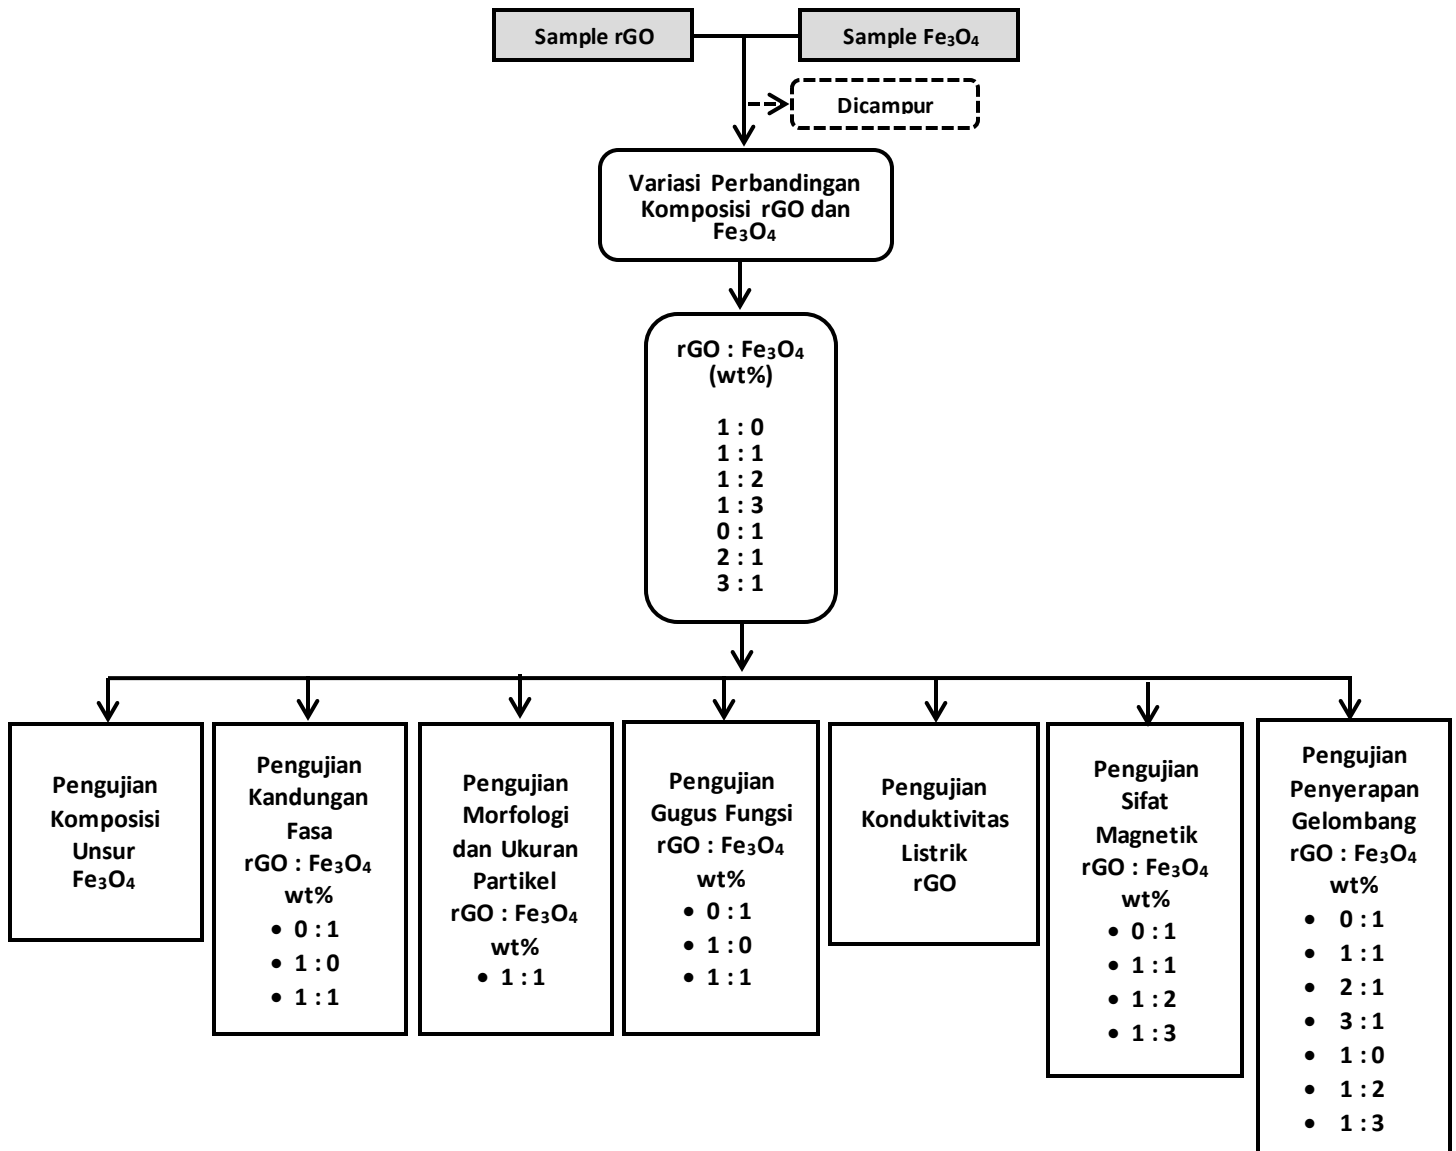 Sample rGO
Sample Fe₃O₄
Dicampur
Variasi Perbandingan
Komposisi rGO dan
Fe₃O₄
rGO : Fe₃O₄
(wt%)
1 : 0
1 : 1
1 : 2
1 : 3
0 : 1
2 : 1
3 : 1
Pengujian
Komposisi
Unsur
Fe₃O₄
Pengujian
Kandungan
Fasa
rGO : Fe₃O₄
wt%
• 0 : 1
• 1 : 0
• 1 : 1
Pengujian
Morfologi
dan Ukuran
Partikel
rGO : Fe₃O₄
wt%
• 1 : 1
Pengujian
Gugus Fungsi
rGO : Fe₃O₄
wt%
• 0 : 1
• 1 : 0
• 1 : 1
Pengujian
Konduktivitas
Listrik
rGO
Pengujian
Sifat
Magnetik
rGO : Fe₃O₄
wt%
• 0 : 1
• 1 : 1
• 1 : 2
• 1 : 3
Pengujian
Penyerapan
Gelombang
rGO : Fe₃O₄
wt%
• 0 : 1
• 1 : 1
• 2 : 1
• 3 : 1
• 1 : 0
• 1 : 2
• 1 : 3